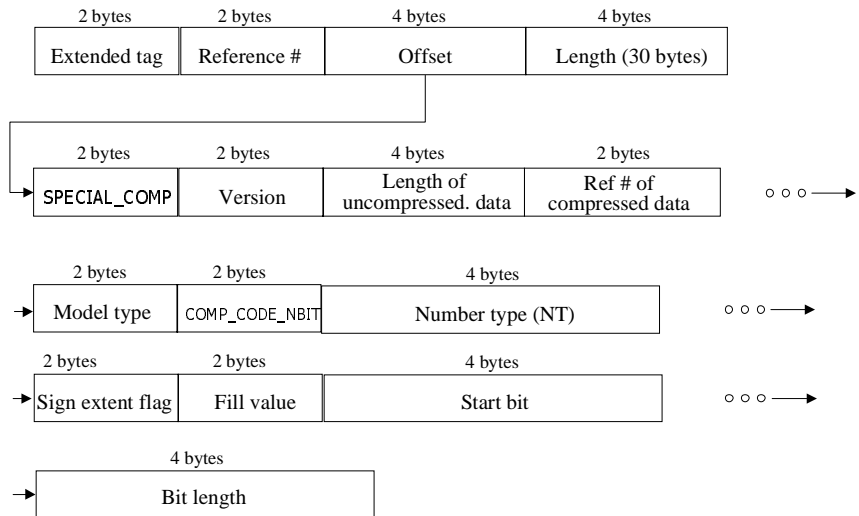 2 bytes 2 bytes 4 bytes 4 bytes
Extended tag Reference # Offset Length (30 bytes)
2 bytes 2 bytes 4 bytes 2 bytes
SPECIAL_COMP Version Length of uncompressed. data Ref # of compressed data
2 bytes 2 bytes 4 bytes
Model type COMP_CODE_NBIT Number type (NT)
2 bytes 2 bytes 4 bytes
Sign extent flag Fill value Start bit
4 bytes
Bit length